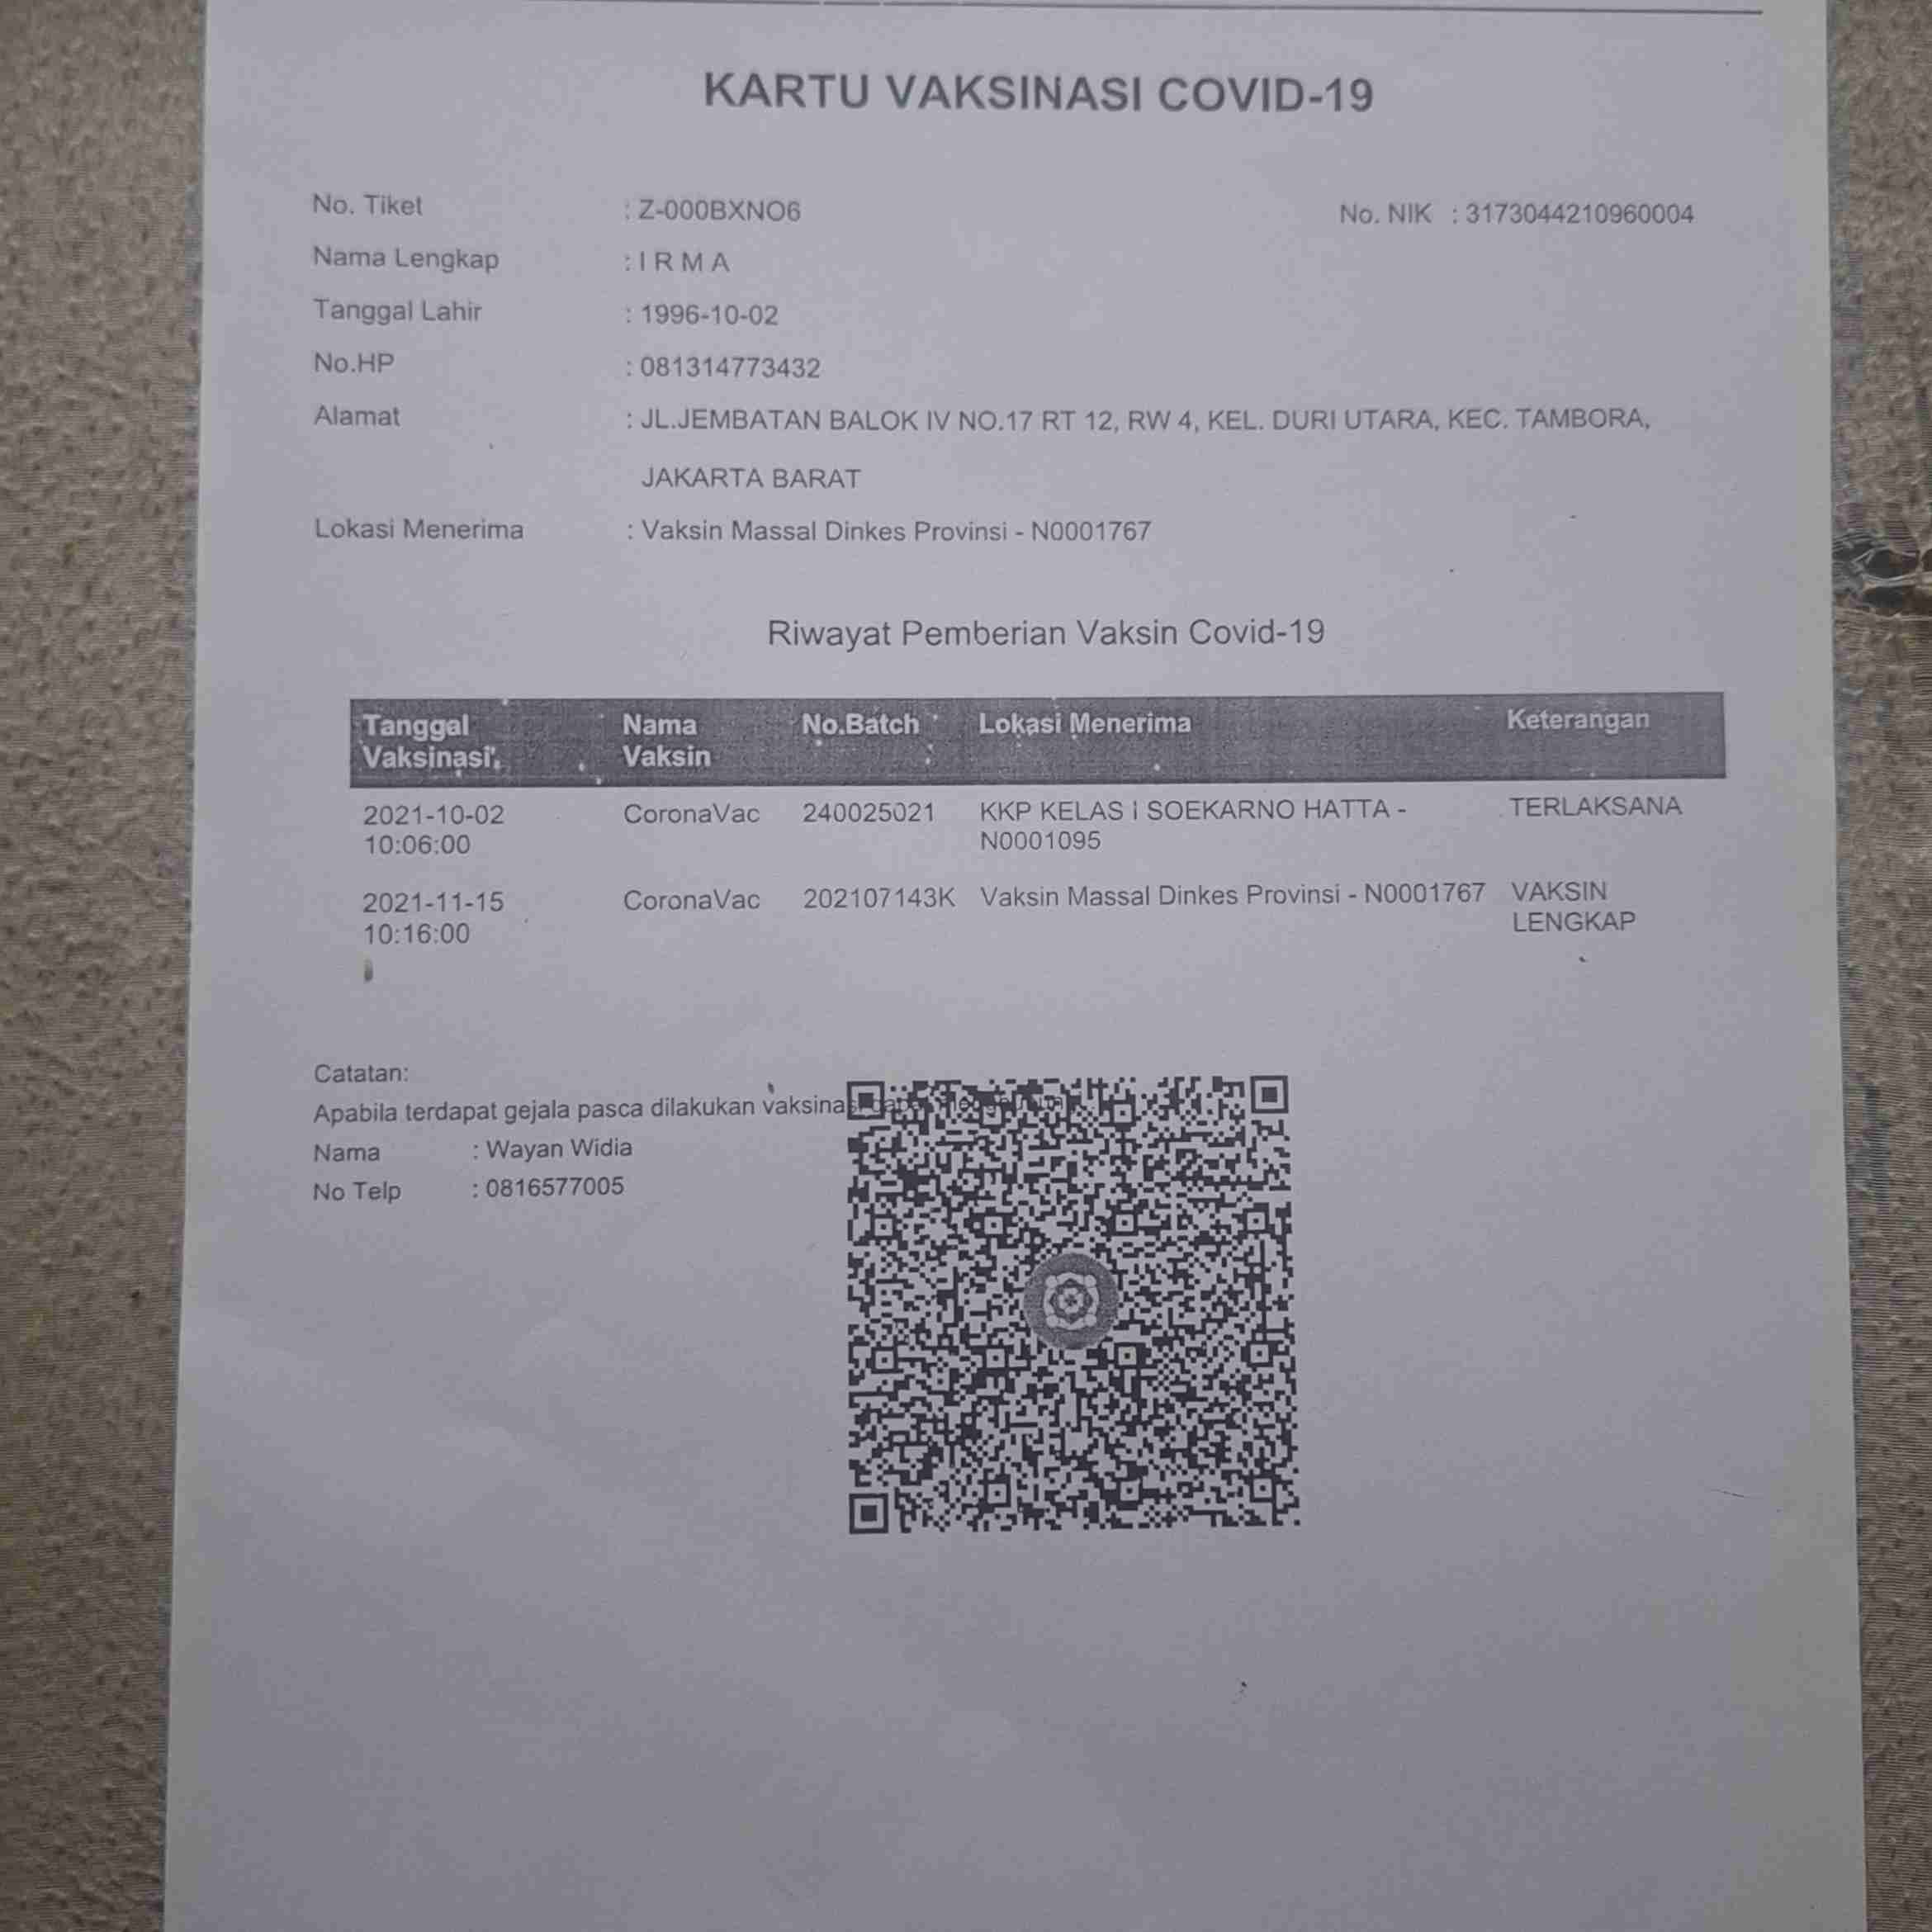 KARTU VAKSINASI COVID-19
No. Tiket : Z-000BXNO6 No. NIK : 3173044210960004
Nama Lengkap : I R M A
Tanggal Lahir : 1996-10-02
No.HP : 081314773432
Alamat : JL.JEMBATAN BALOK IV NO.17 RT 12, RW 4, KEL. DURI UTARA, KEC. TAMBORA,
JAKARTA BARAT
Lokasi Menerima : Vaksin Massal Dinkes Provinsi - N0001767
Riwayat Pemberian Vaksin Covid-19
Tanggal Nama No.Batch Lokasi Menerima Keterangan
Vaksinasi Vaksin
2021-10-02 CoronaVac 240025021 KKP KELAS I SOEKARNO HATTA - TERLAKSANA
10:06:00 N0001095
2021-11-15 CoronaVac 202107143K Vaksin Massal Dinkes Provinsi - N0001767 VAKSIN
10:16:00 LENGKAP
Catatan:
Apabila terdapat gejala pasca dilakukan vaksinasi
Nama : Wayan Widia
No Telp : 0816577005